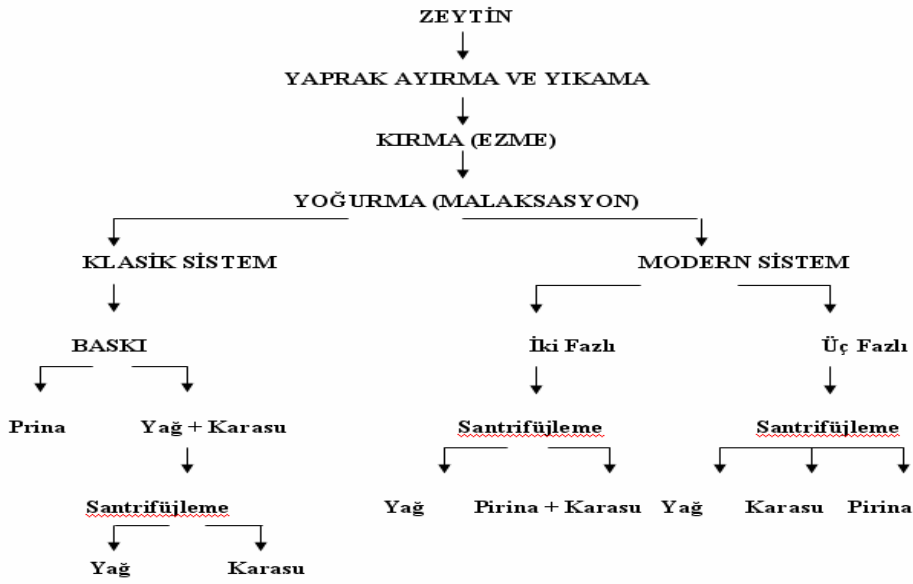 ZEYTİN
YAPRAK AYIRMA VE YIKAMA
KIRMA (EZME)
YOĞURMA (MALAKSASYON)
KLASİK SİSTEM MODERN SİSTEM
BASKI İki Fazlı Üç Fazlı
Prina Yağ + Karasu Santrifüjleme Santrifüjleme
Santrifüjleme Yağ Pirina + Karasu Yağ Karasu Pirina
Yağ Karasu